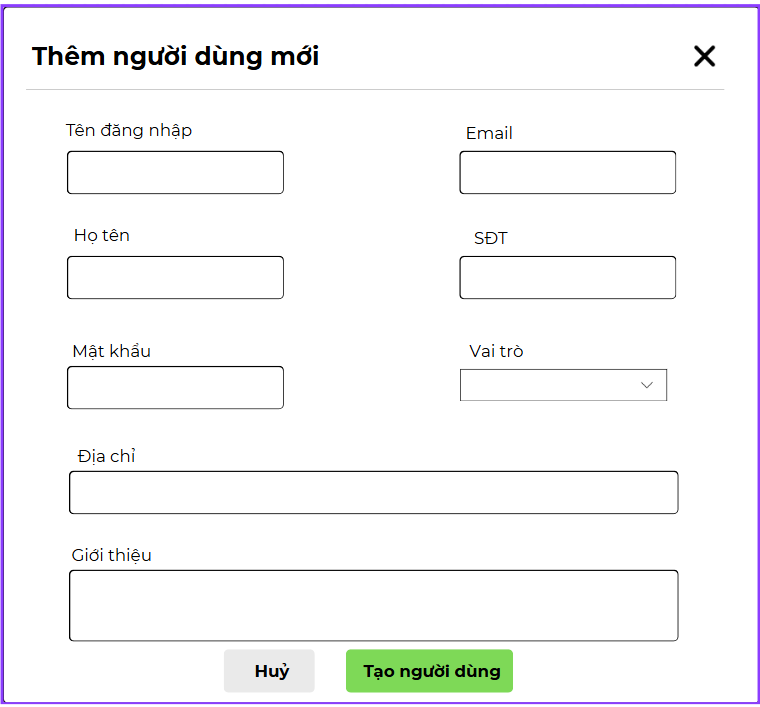 Thêm người dùng mới
Tên đăng nhập
Email
Họ tên
SĐT
Mật khẩu
Vai trò
Địa chỉ
Giới thiệu
Huỷ
Tạo người dùng